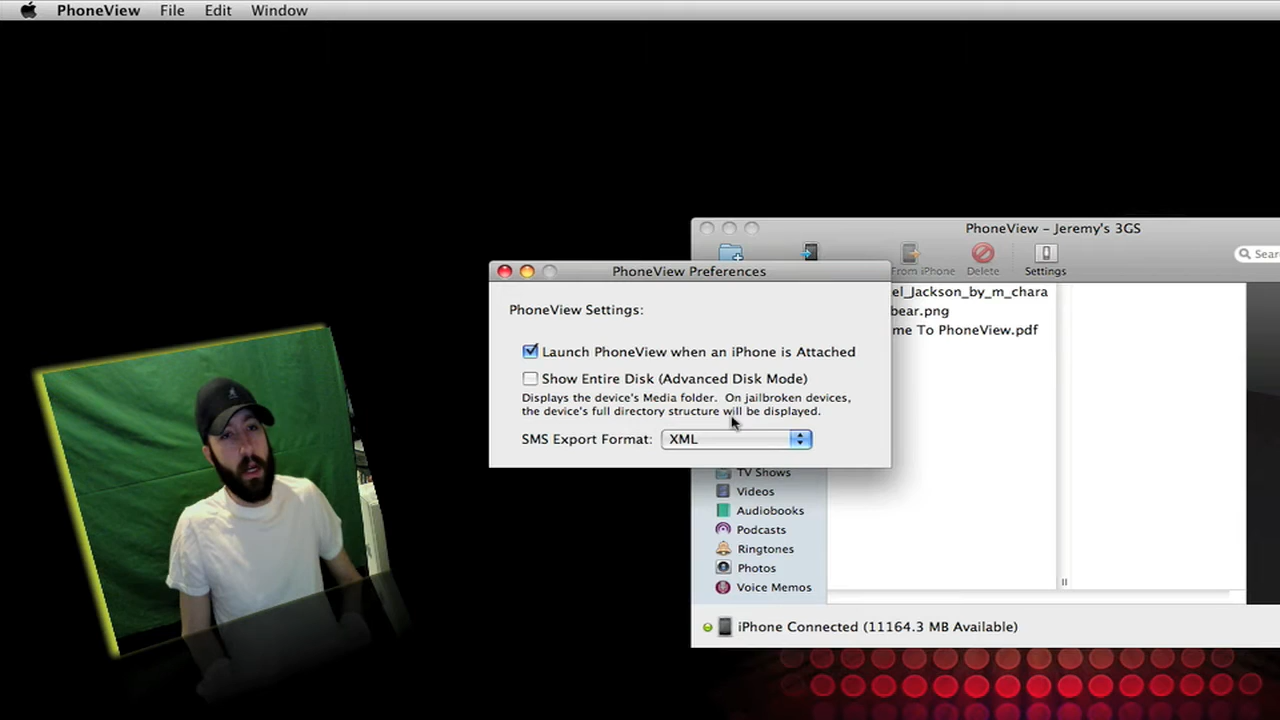 PhoneView File Edit Window
PhoneView – Jeremy's 3GS
From iPhone Delete Settings
PhoneView Preferences
PhoneView Settings:
Launch PhoneView when an iPhone is Attached
Show Entire Disk (Advanced Disk Mode)
Displays the device's Media folder. On jailbroken devices,
the device's full directory structure will be displayed.
SMS Export Format: XML
el_Jackson_by_m_chara
bear.png
me To PhoneView.pdf
TV Shows
Videos
Audiobooks
Podcasts
Ringtones
Photos
Voice Memos
iPhone Connected (11164.3 MB Available)